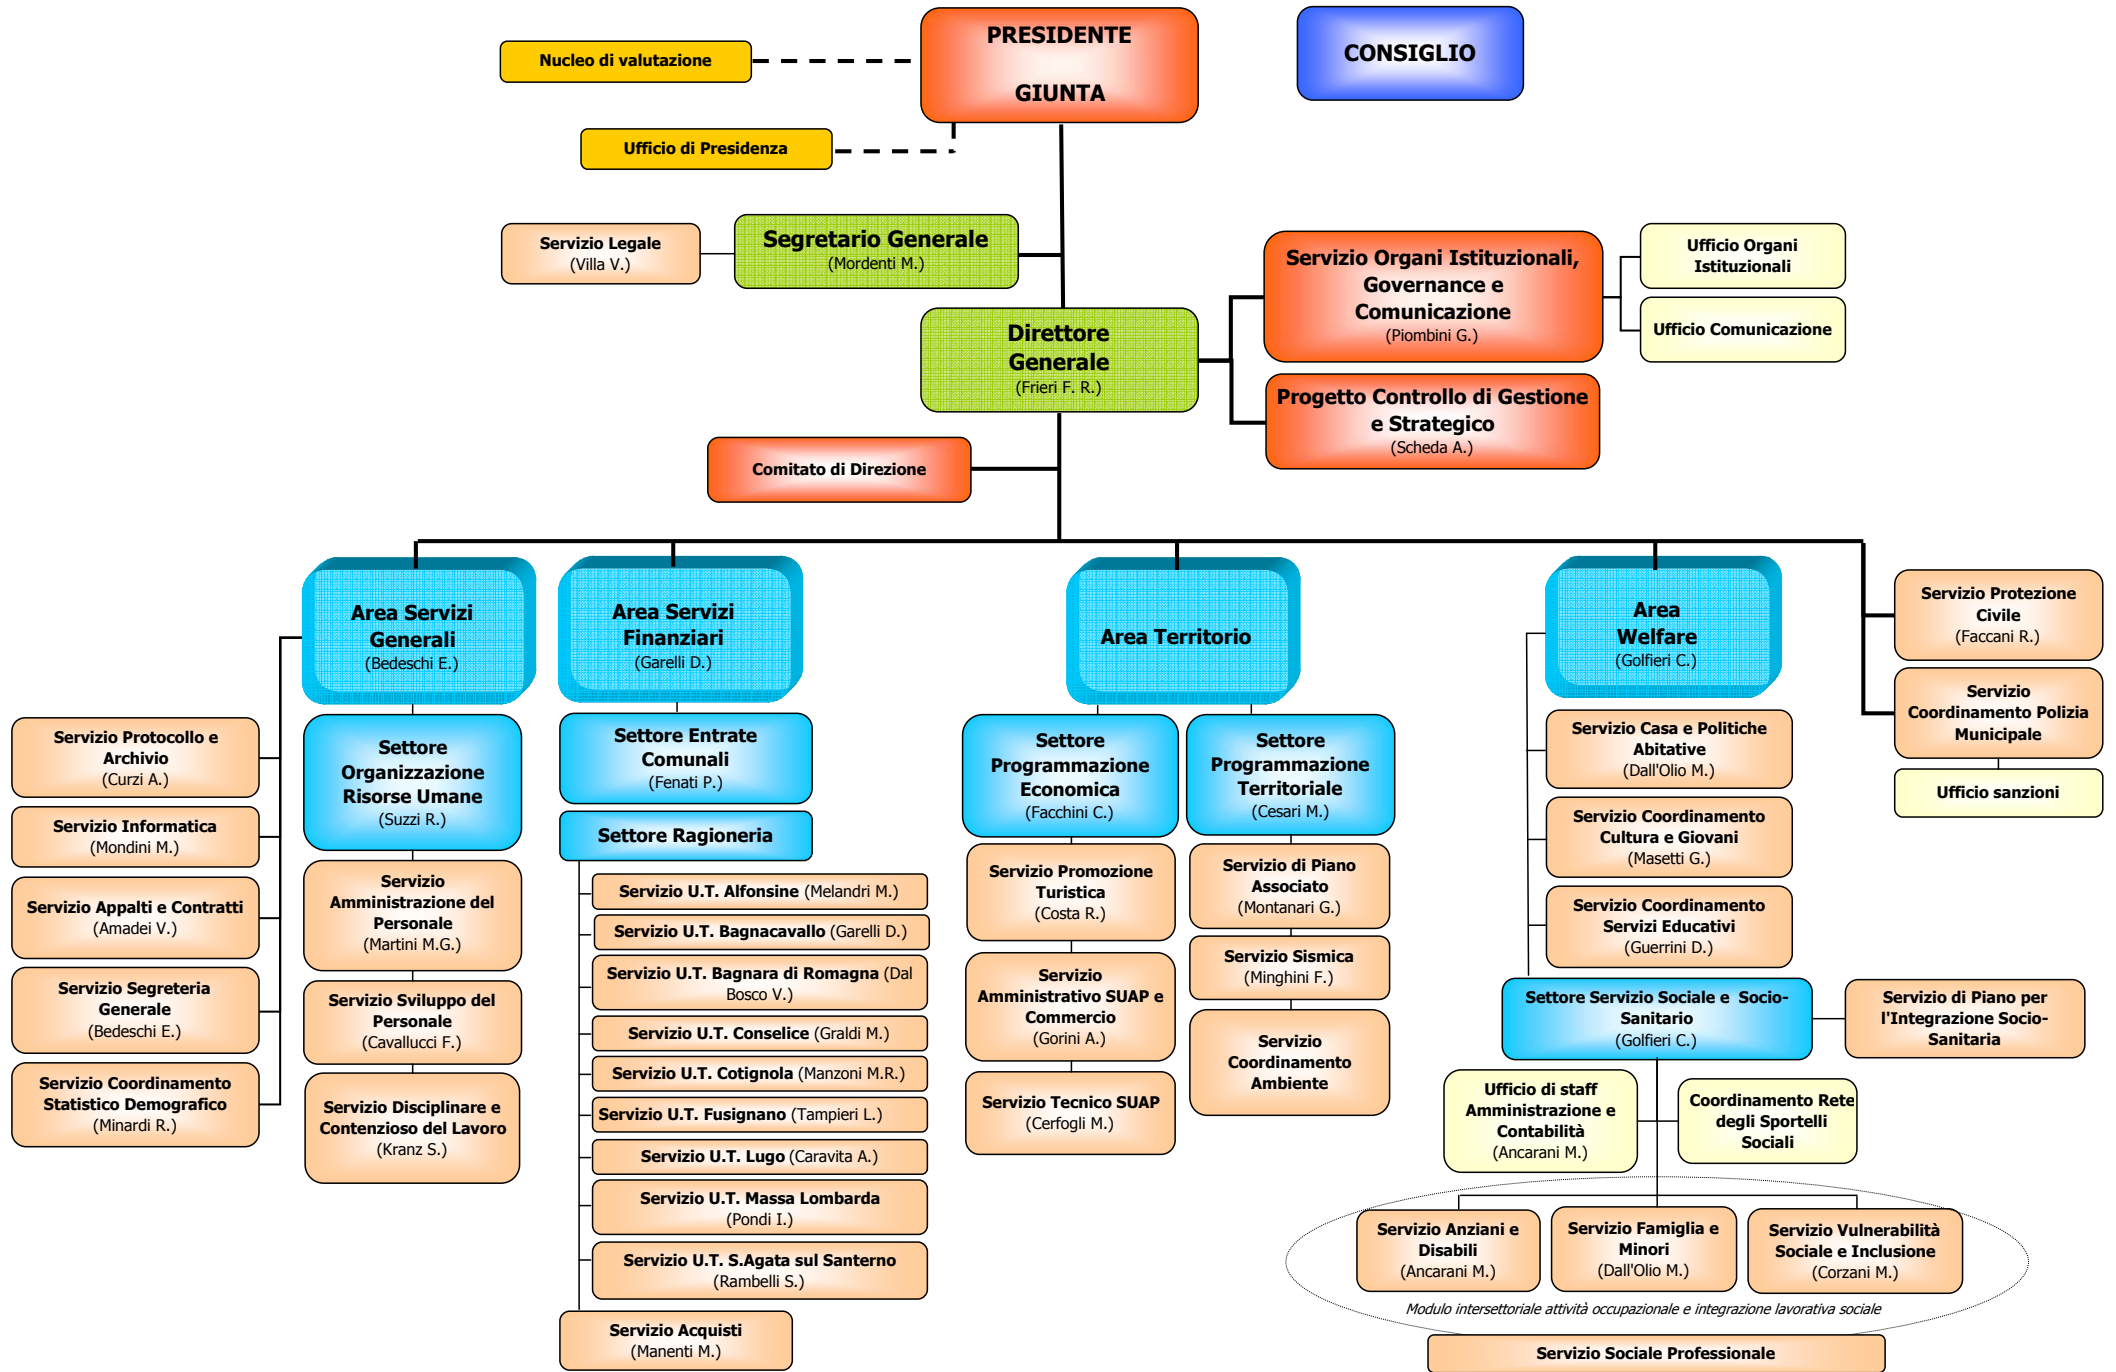 PRESIDENTE
GIUNTA
CONSIGLIO
Nucleo di valutazione
Ufficio di Presidenza
Servizio Legale
(Villa V.)
Segretario Generale
(Mordenti M.)
Direttore
Generale
(Frieri F. R.)
Servizio Organi Istituzionali,
Governance e
Comunicazione
(Piombini G.)
Ufficio Organi
Istituzionali
Ufficio Comunicazione
Progetto Controllo di Gestione
e Strategico
(Scheda A.)
Comitato di Direzione
Area Servizi
Generali
(Bedeschi E.)
Servizio Protocollo e
Archivio
(Curzi A.)
Servizio Informatica
(Mondini M.)
Servizio Appalti e Contratti
(Amadei V.)
Servizio Segreteria
Generale
(Bedeschi E.)
Servizio Coordinamento
Statistico Demografico
(Minardi R.)
Settore
Organizzazione
Risorse Umane
(Suzzi R.)
Servizio
Amministrazione del
Personale
(Martini M.G.)
Servizio Sviluppo del
Personale
(Cavallucci F.)
Servizio Disciplinare e
Contenzioso del Lavoro
(Kranz S.)
Area Servizi
Finanziari
(Garelli D.)
Settore Entrate
Comunali
(Fenati P.)
Settore Ragioneria
Servizio U.T. Alfonsine (Melandri M.)
Servizio U.T. Bagnacavallo (Garelli D.)
Servizio U.T. Bagnara di Romagna (Dal
Bosco V.)
Servizio U.T. Conselice (Graldi M.)
Servizio U.T. Cotignola (Manzoni M.R.)
Servizio U.T. Fusignano (Tampieri L.)
Servizio U.T. Lugo (Caravita A.)
Servizio U.T. Massa Lombarda
(Pondi I.)
Servizio U.T. S.Agata sul Santerno
(Rambelli S.)
Servizio Acquisti
(Manenti M.)
Area Territorio
Settore
Programmazione
Economica
(Facchini C.)
Servizio Promozione
Turistica
(Costa R.)
Servizio
Amministrativo SUAP e
Commercio
(Gorini A.)
Servizio Tecnico SUAP
(Cerfogli M.)
Settore
Programmazione
Territoriale
(Cesari M.)
Servizio di Piano
Associato
(Montanari G.)
Servizio Sismica
(Minghini F.)
Servizio
Coordinamento
Ambiente
Area
Welfare
(Golfieri C.)
Servizio Casa e Politiche
Abitative
(Dall'Olio M.)
Servizio Coordinamento
Cultura e Giovani
(Masetti G.)
Servizio Coordinamento
Servizi Educativi
(Guerrini D.)
Settore Servizio Sociale e Socio-
Sanitario
(Golfieri C.)
Servizio di Piano per
l'Integrazione Socio-
Sanitaria
Ufficio di staff
Amministrazione e
Contabilità
(Ancarani M.)
Coordinamento Rete
degli Sportelli
Sociali
Servizio Anziani e
Disabili
(Ancarani M.)
Servizio Famiglia e
Minori
(Dall'Olio M.)
Servizio Vulnerabilità
Sociale e Inclusione
(Corzani M.)
Modulo intersettoriale attività occupazionale e integrazione lavorativa sociale
Servizio Sociale Professionale
Servizio Protezione
Civile
(Faccani R.)
Servizio
Coordinamento Polizia
Municipale
Ufficio sanzioni